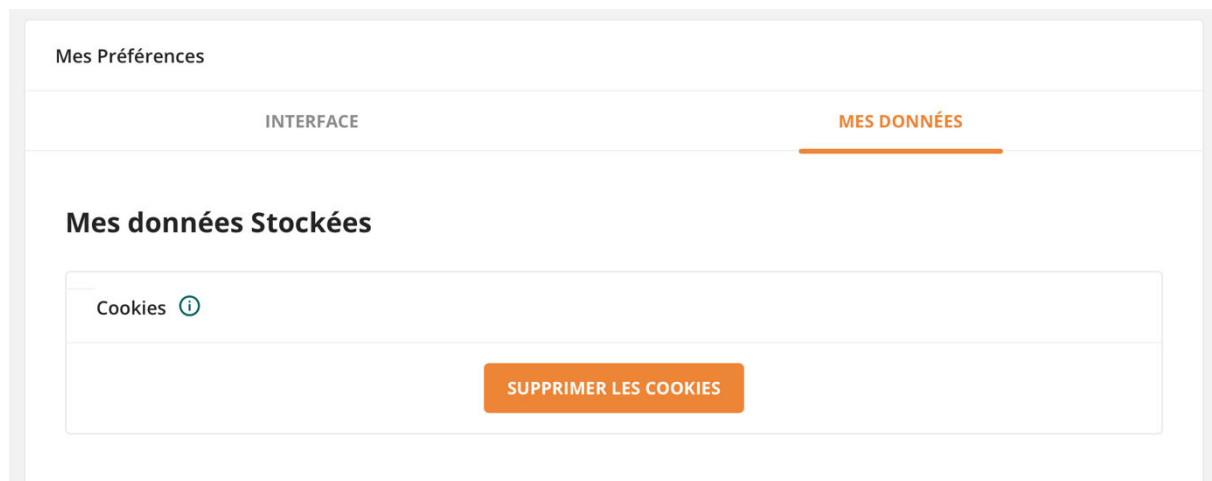 Mes Préférences
INTERFACE
MES DONNÉES
Mes données Stockées
Cookies
SUPPRIMER LES COOKIES